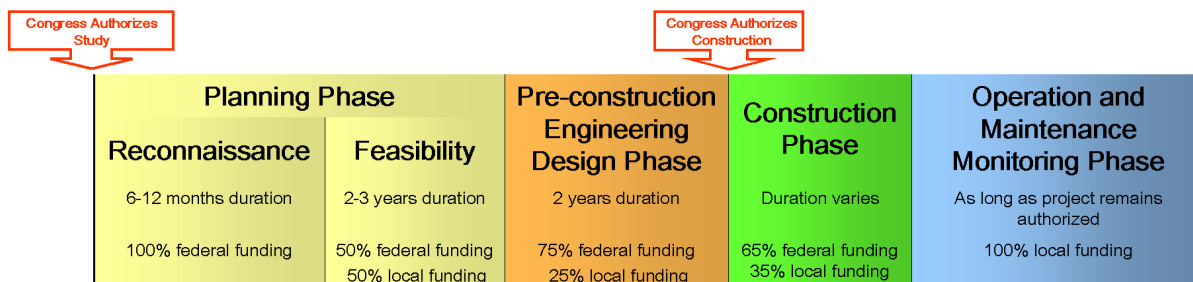 Congress Authorizes
Study
Congress Authorizes
Construction
Planning Phase
Reconnaissance
6-12 months duration
100% federal funding
Feasibility
2-3 years duration
50% federal funding
50% local funding
Pre-construction
Engineering
Design Phase
2 years duration
75% federal funding
25% local funding
Construction
Phase
Duration varies
65% federal funding
35% local funding
Operation and
Maintenance
Monitoring Phase
As long as project remains
authorized
100% local funding